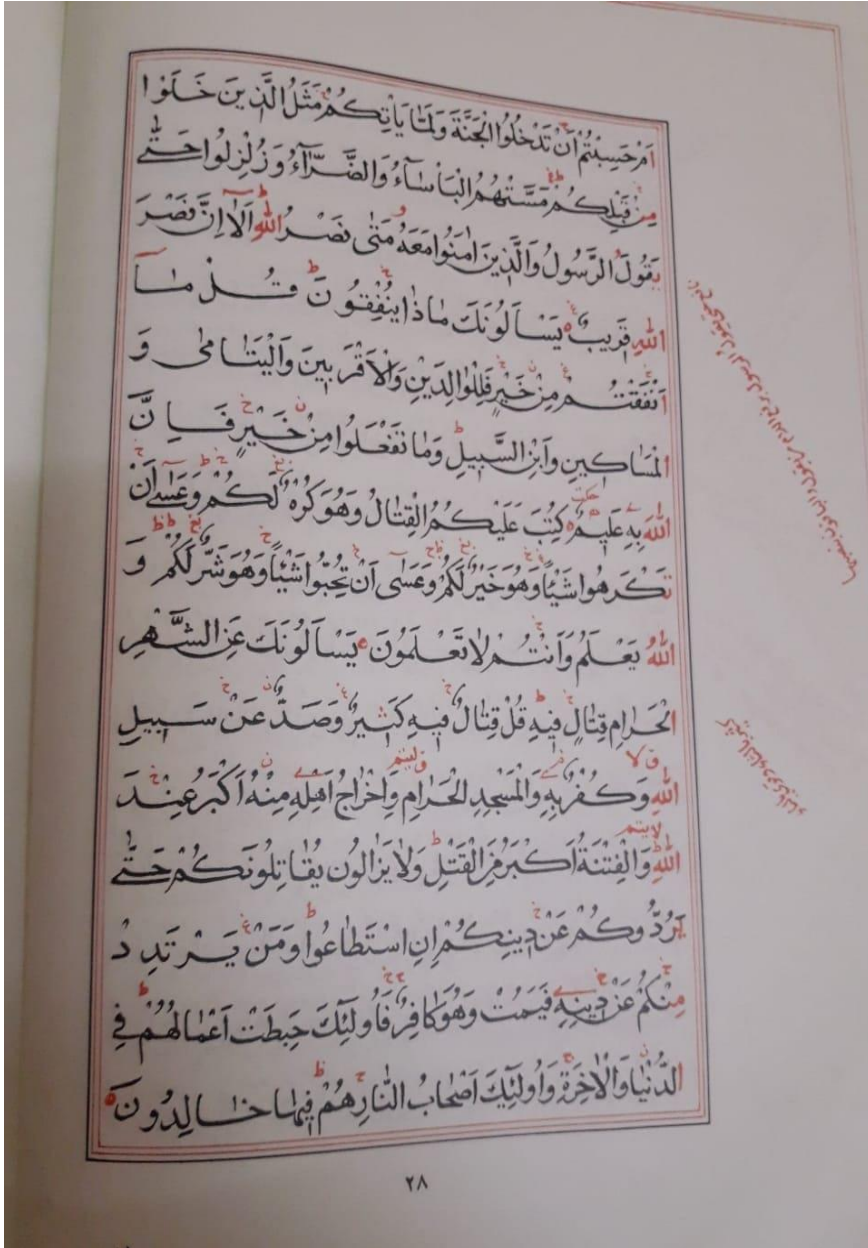 اَمْ حَسِبْتُمْ اَنْ تَدْخُلُوا الْجَنَّةَ وَلَمَّا يَاْتِكُمْ مَثَلُ الَّذِينَ خَلَوْا
مِنْ قَبْلِكُمْ مَسَّتْهُمُ الْبَاْسَاءُ وَالضَّرَّاءُ وَزُلْزِلُوا حَتّٰى
يَقُولَ الرَّسُولُ وَالَّذِينَ اٰمَنُوا مَعَهُ مَتٰى نَصْرُ اللّٰهِ اَلَا اِنَّ نَصْرَ
اللّٰهِ قَرِيبٌ يَسْاَلُونَكَ مَاذَا يُنْفِقُونَ قُلْ مَا
اَنْفَقْتُمْ مِنْ خَيْرٍ فَلِلْوَالِدَيْنِ وَالْاَقْرَبِينَ وَالْيَتَامٰى وَ
الْمَسَاكِينِ وَابْنِ السَّبِيلِ وَمَا تَفْعَلُوا مِنْ خَيْرٍ فَاِنَّ
اللّٰهَ بِهِ عَلِيمٌ كُتِبَ عَلَيْكُمُ الْقِتَالُ وَهُوَ كُرْهٌ لَكُمْ وَعَسٰى اَنْ
تَكْرَهُوا شَيْئًا وَهُوَ خَيْرٌ لَكُمْ وَعَسٰى اَنْ تُحِبُّوا شَيْئًا وَهُوَ شَرٌّ لَكُمْ وَ
اللّٰهُ يَعْلَمُ وَاَنْتُمْ لَا تَعْلَمُونَ يَسْاَلُونَكَ عَنِ الشَّهْرِ
الْحَرَامِ قِتَالٍ فِيهِ قُلْ قِتَالٌ فِيهِ كَبِيرٌ وَصَدٌّ عَنْ سَبِيلِ
اللّٰهِ وَكُفْرٌ بِهِ وَالْمَسْجِدِ الْحَرَامِ وَاِخْرَاجُ اَهْلِهِ مِنْهُ اَكْبَرُ عِنْدَ
اللّٰهِ وَالْفِتْنَةُ اَكْبَرُ مِنَ الْقَتْلِ وَلَا يَزَالُونَ يُقَاتِلُونَكُمْ حَتّٰى
يَرُدُّوكُمْ عَنْ دِينِكُمْ اِنِ اسْتَطَاعُوا وَمَنْ يَرْتَدِدْ
مِنْكُمْ عَنْ دِينِهِ فَيَمُتْ وَهُوَ كَافِرٌ فَاُولٰئِكَ حَبِطَتْ اَعْمَالُهُمْ فِي
الدُّنْيَا وَالْاٰخِرَةِ وَاُولٰئِكَ اَصْحَابُ النَّارِ هُمْ فِيهَا خَالِدُونَ
٢٨